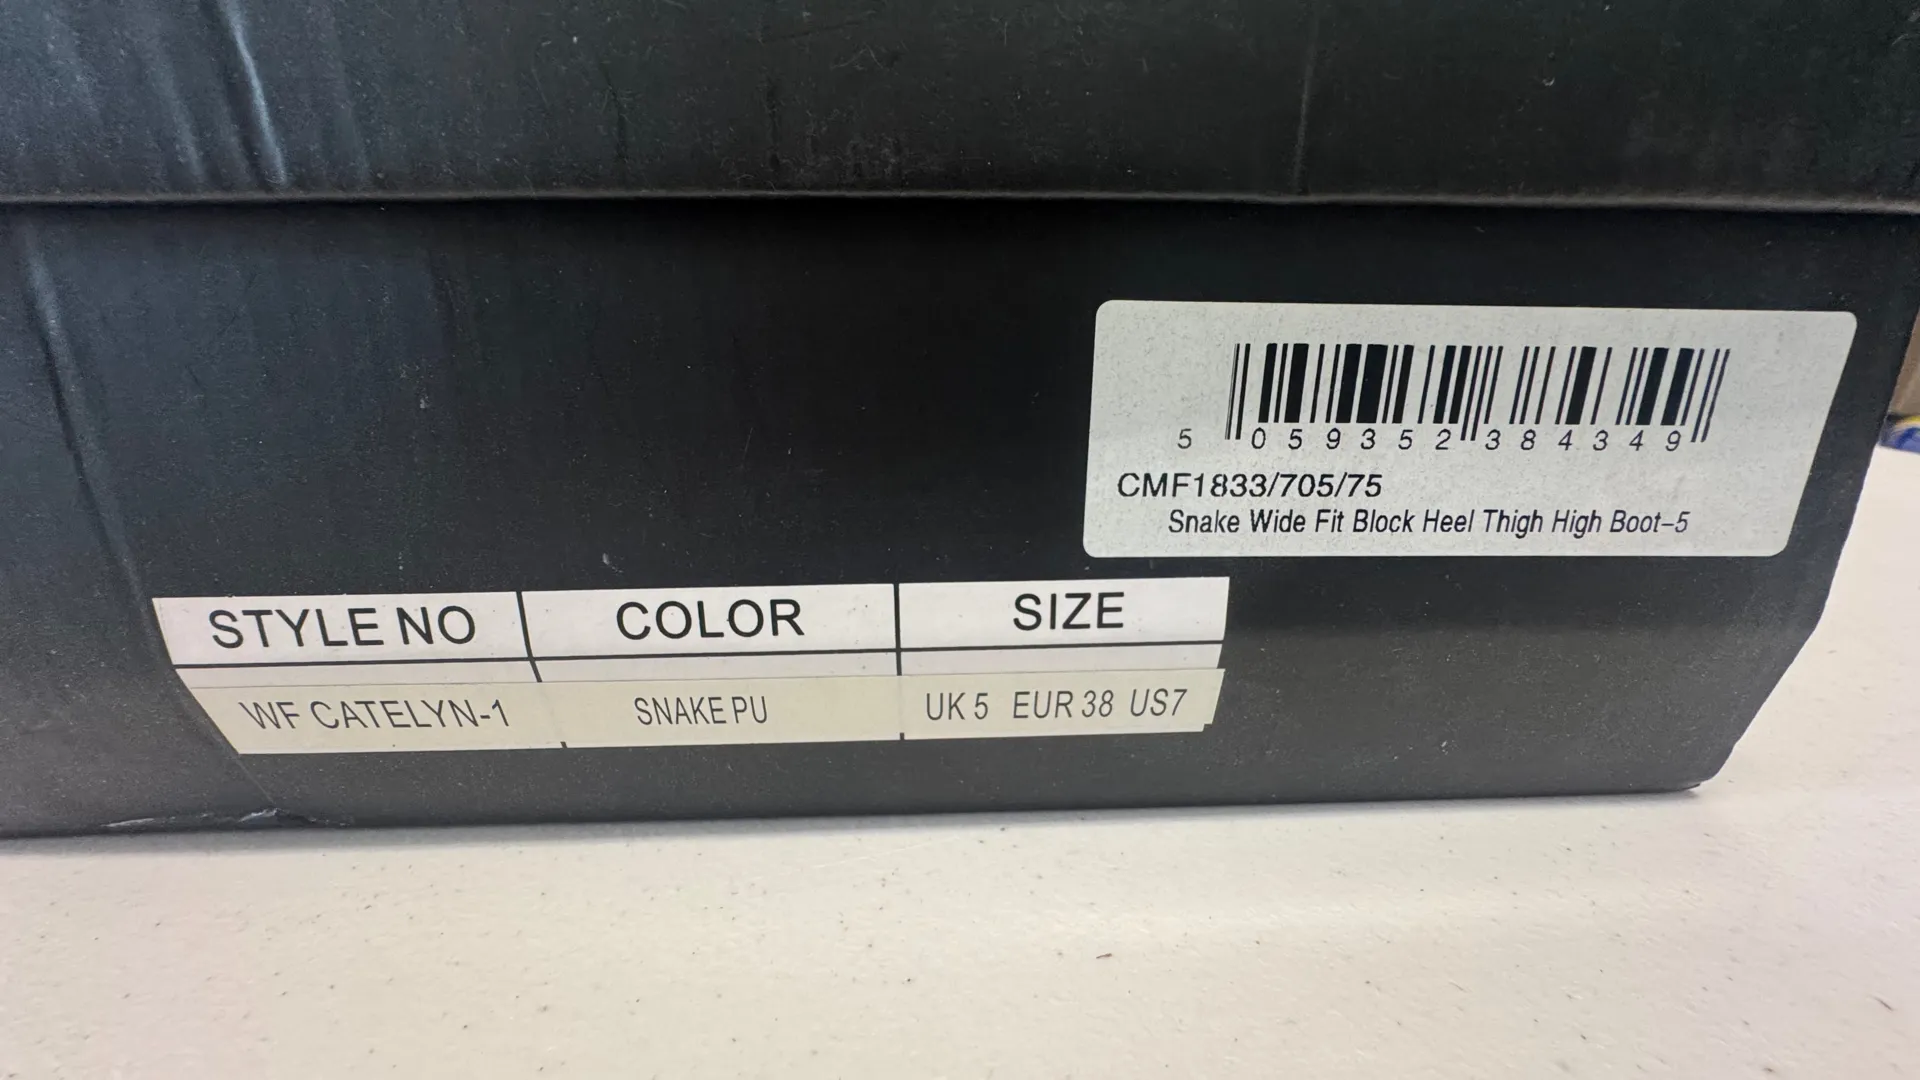 5 059352 384349
CMF1833/705/75
Snake Wide Fit Block Heel Thigh High Boot-5
STYLE NO COLOR SIZE
WF CATELYN-1 SNAKE PU UK 5 EUR 38 US7